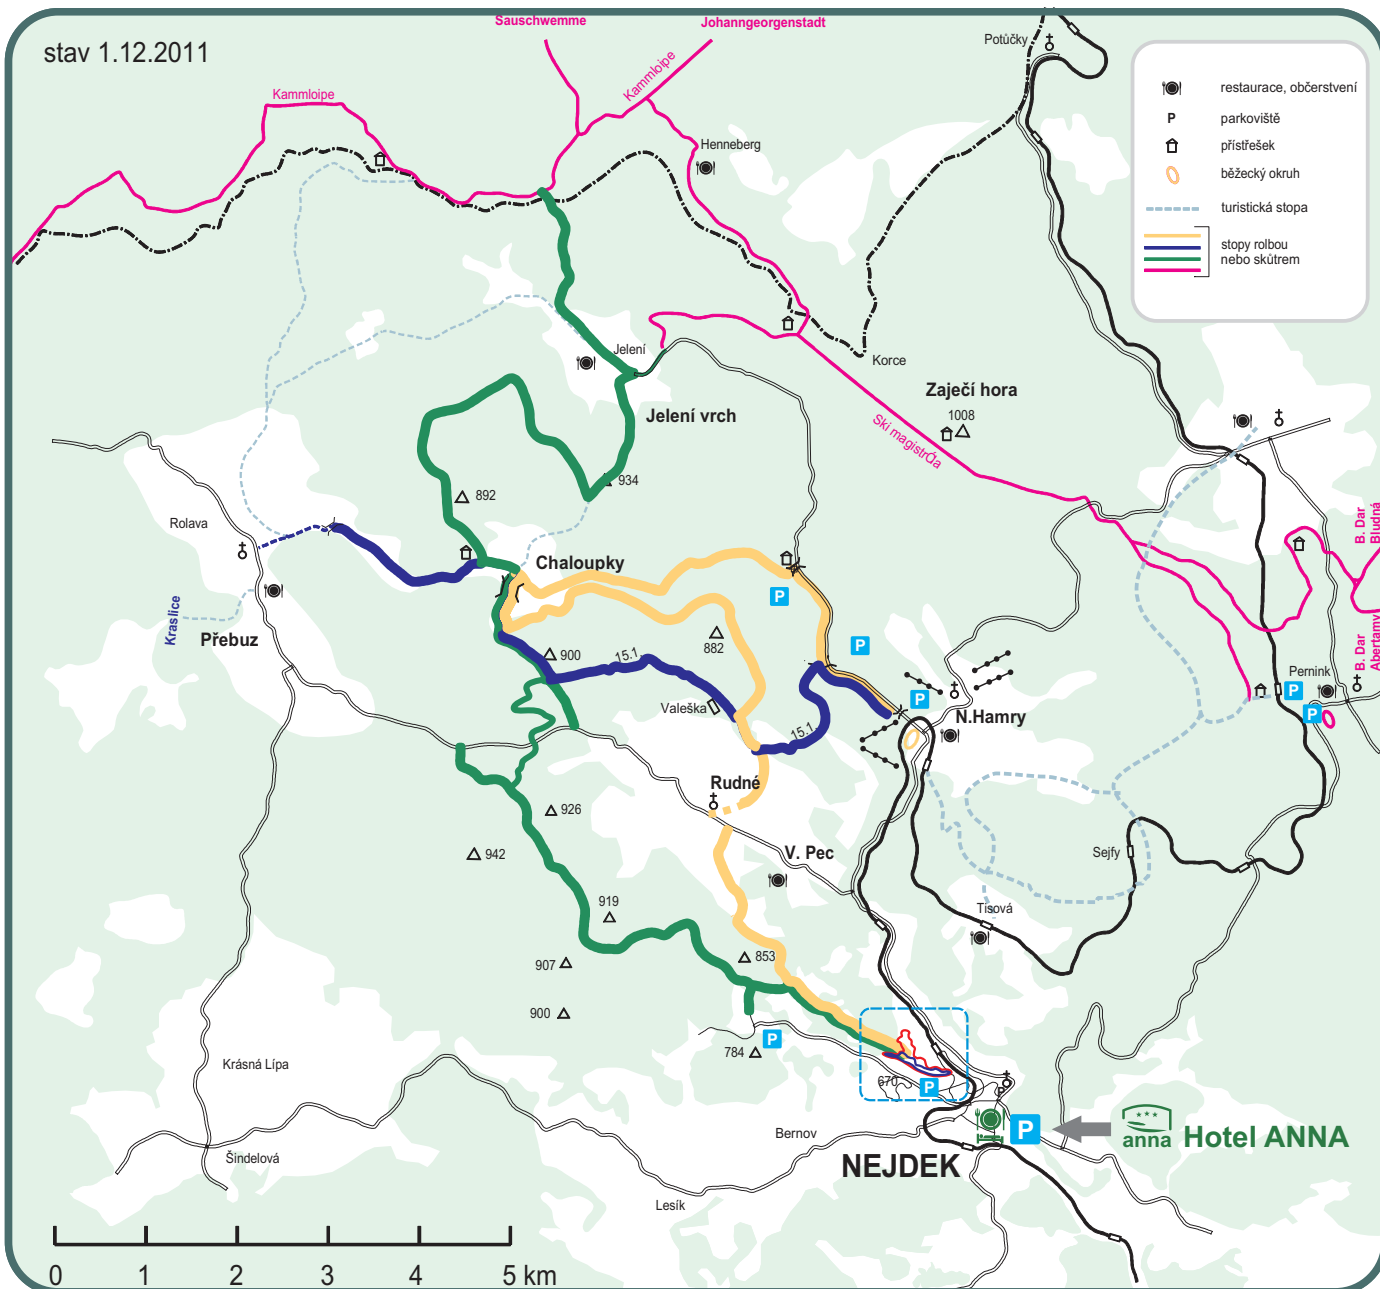 Sauschwemme
Johanngeorgenstadt
stav 1.12.2011
Potůčky
Kammloipe
Kammloipe
Henneberg
restaurace, občerstvení
P
parkoviště
přístřešek
běžecký okruh
turistická stopa
stopy rolbou
nebo skůtrem
Jelení
Korce
Zaječí hora
1008
Jelení vrch
Ski magistrůa
934
892
Rolava
B. Dar
Bludná
Chaloupky
P
Kraslice
Přebuz
900
15.1
882
P
Pernink
B. Dar
Abertamy
P
P
P
Valeška
N.Hamry
15.1
Rudné
926
942
V. Pec
Sejfy
919
Tisová
907
853
900
P
784
Krásná Lípa
670
P
P
Šindelová
Bernov
P
anna
Hotel ANNA
NEJDEK
Lesík
0 1 2 3 4 5 km